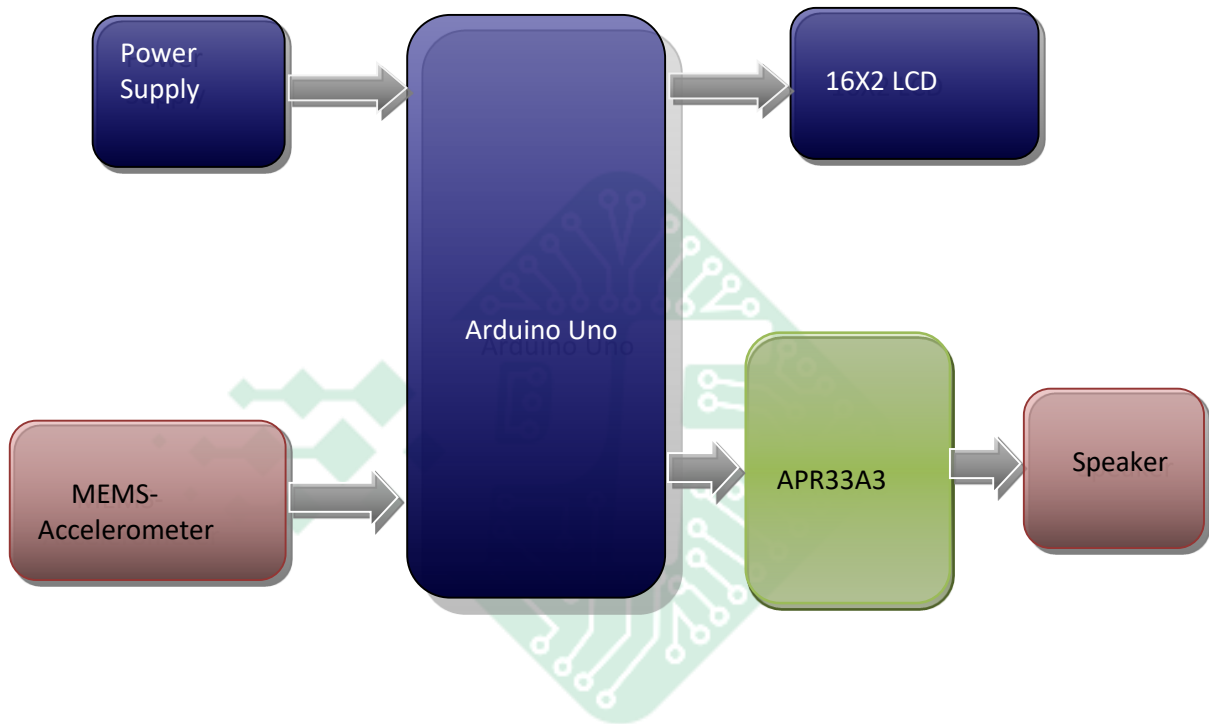 Power
Supply
16X2 LCD
Arduino Uno
MEMS-
Accelerometer
APR33A3
Speaker